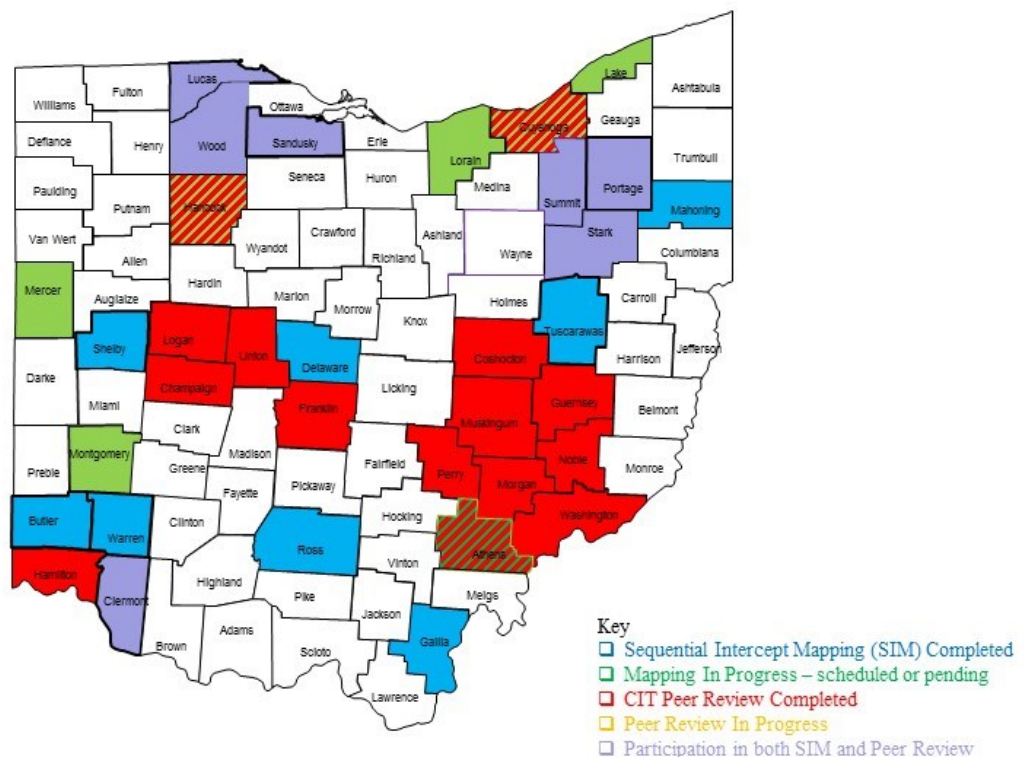 Lake
Ashtabula
Lucas
Fulton
Williams
Ottawa
Geauga
Cuyahoga
Defiance
Henry
Wood
Sandusky
Erie
Lorain
Trumbull
Seneca
Huron
Medina
Summit
Portage
Paulding
Putnam
Hancock
Mahoning
Van Wert
Wyandot
Crawford
Ashland
Wayne
Stark
Allen
Richland
Columbiana
Mercer
Auglaize
Hardin
Marion
Morrow
Holmes
Carroll
Knox
Tuscarawas
Shelby
Logan
Union
Delaware
Coshocton
Harrison
Jefferson
Darke
Champaign
Licking
Miami
Franklin
Guernsey
Belmont
Clark
Muskingum
Montgomery
Madison
Preble
Greene
Fairfield
Perry
Noble
Monroe
Fayette
Pickaway
Morgan
Butler
Clinton
Hocking
Washington
Warren
Ross
Athens
Hamilton
Vinton
Highland
Clermont
Pike
Jackson
Meigs
Adams
Gallia
Brown
Scioto
Lawrence
Key
Sequential Intercept Mapping (SIM) Completed
Mapping In Progress – scheduled or pending
CIT Peer Review Completed
Peer Review In Progress
Participation in both SIM and Peer Review